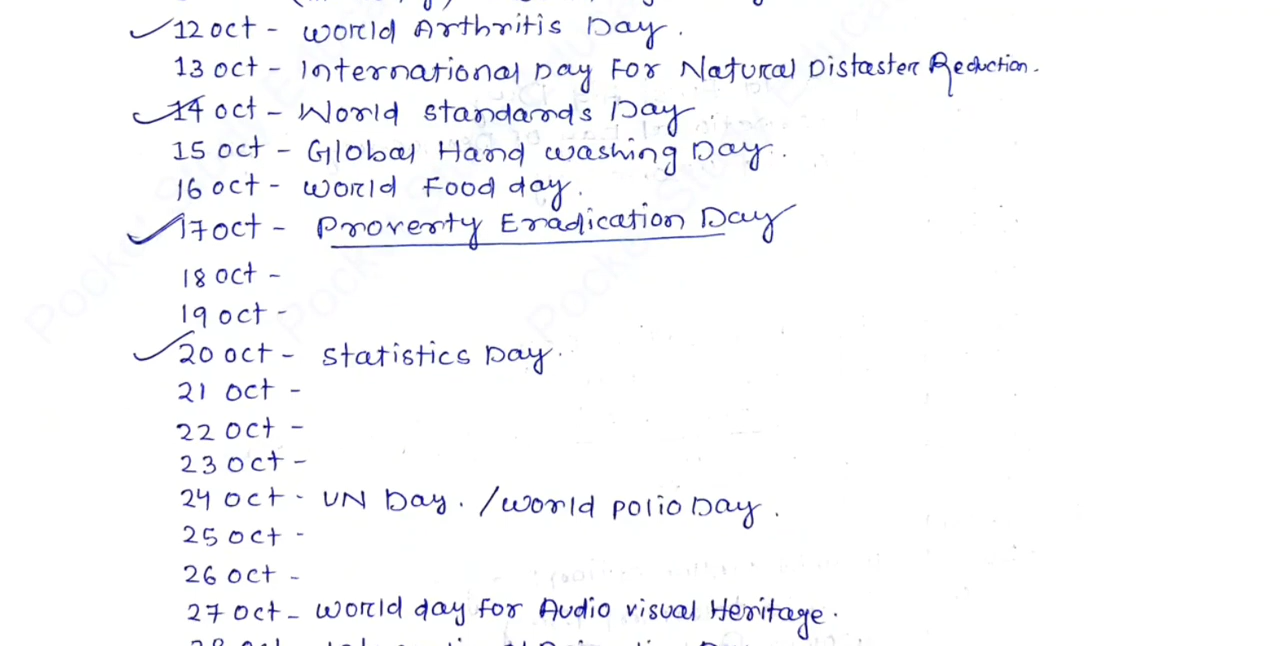 12 oct - world Arthritis Day.
13 oct - International Day For Natural Distaster Reduction.
14 oct - World standards Day
15 oct - Global Hand washing Day.
16 oct - world Food day.
17 oct - Proverty Eradication Day
18 oct -
19 oct -
20 oct - statistics Day.
21 oct -
22 oct -
23 oct -
24 oct - UN Day. / world polio Day.
25 oct -
26 oct -
27 oct - world day for Audio visual Heritage.